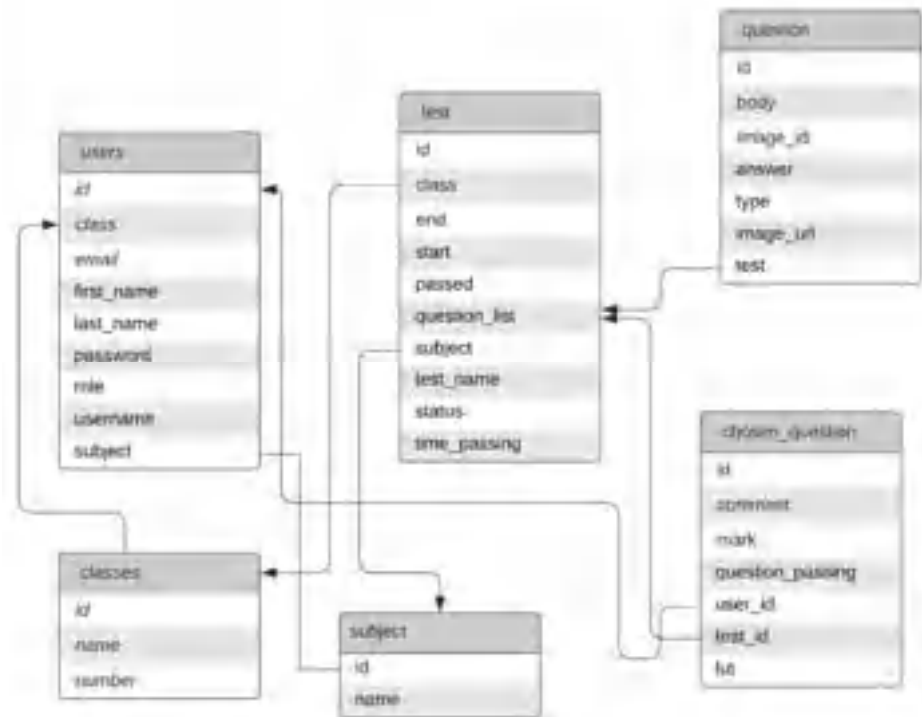 question
id
body
image_id
answer
type
image_url
test
test
id
class
end
start
passed
question_list
subject
test_name
status
time_passing
users
id
class
email
first_name
last_name
password
role
username
subject
chosen_question
id
mark
question_passing
user_id
test_id
classes
id
name
number
subject
id
name